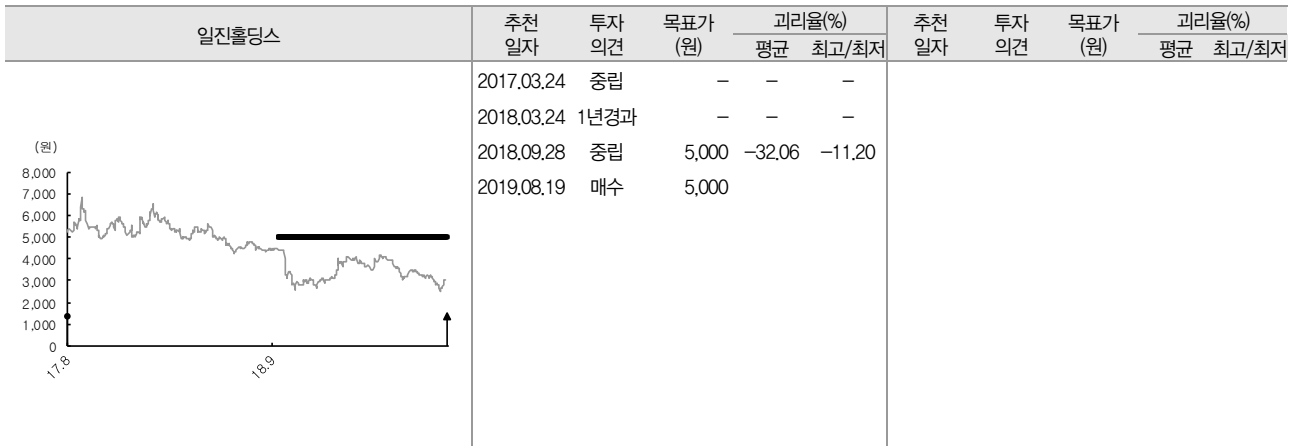 일진홀딩스
추천 일자 투자 의견 목표가 (원) 괴리율(%) 평균 최고/최저 추천 일자 투자 의견 목표가 (원) 괴리율(%) 평균 최고/최저
2017.03.24 중립 – – –
2018.03.24 1년경과 – – –
2018.09.28 중립 5,000 –32.06 –11.20
2019.08.19 매수 5,000
(원)
8,000
7,000
6,000
5,000
4,000
3,000
2,000
1,000
0
17.8
18.9